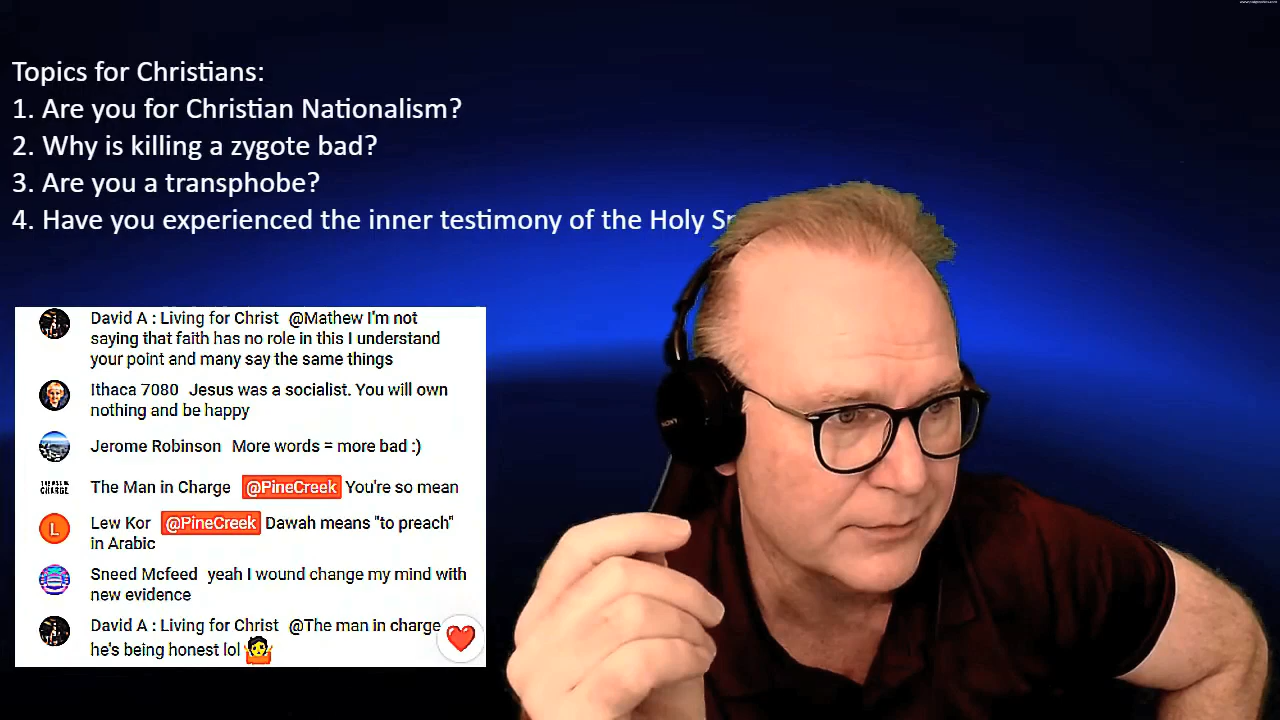 Topics for Christians:
1. Are you for Christian Nationalism?
2. Why is killing a zygote bad?
3. Are you a transphobe?
4. Have you experienced the inner testimony of the Holy
David A : Living for Christ @Mathew I'm not
saying that faith has no role in this I understand
your point and many say the same things
Ithaca 7080 Jesus was a socialist. You will own
nothing and be happy
Jerome Robinson More words = more bad :)
The Man in Charge @PineCreek You're so mean
L
Lew Kor @PineCreek Dawah means "to preach"
in Arabic
Sneed Mcfeed yeah I wound change my mind with
new evidence
David A : Living for Christ @The man in charge
he's being honest lol
SONY